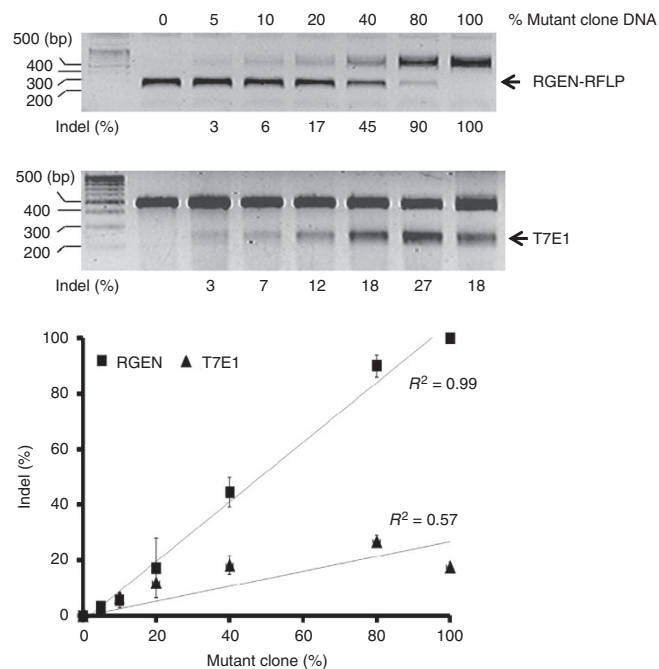 0 5 10 20 40 80 100 % Mutant clone DNA
500 (bp)
400
300
200
RGEN-RFLP
Indel (%) 3 6 17 45 90 100
500 (bp)
400
300
200
T7E1
Indel (%) 3 7 12 18 27 18
100
80
60
40
20
0
Indel (%)
RGEN T7E1
R² = 0.99
R² = 0.57
0 20 40 60 80 100
Mutant clone (%)